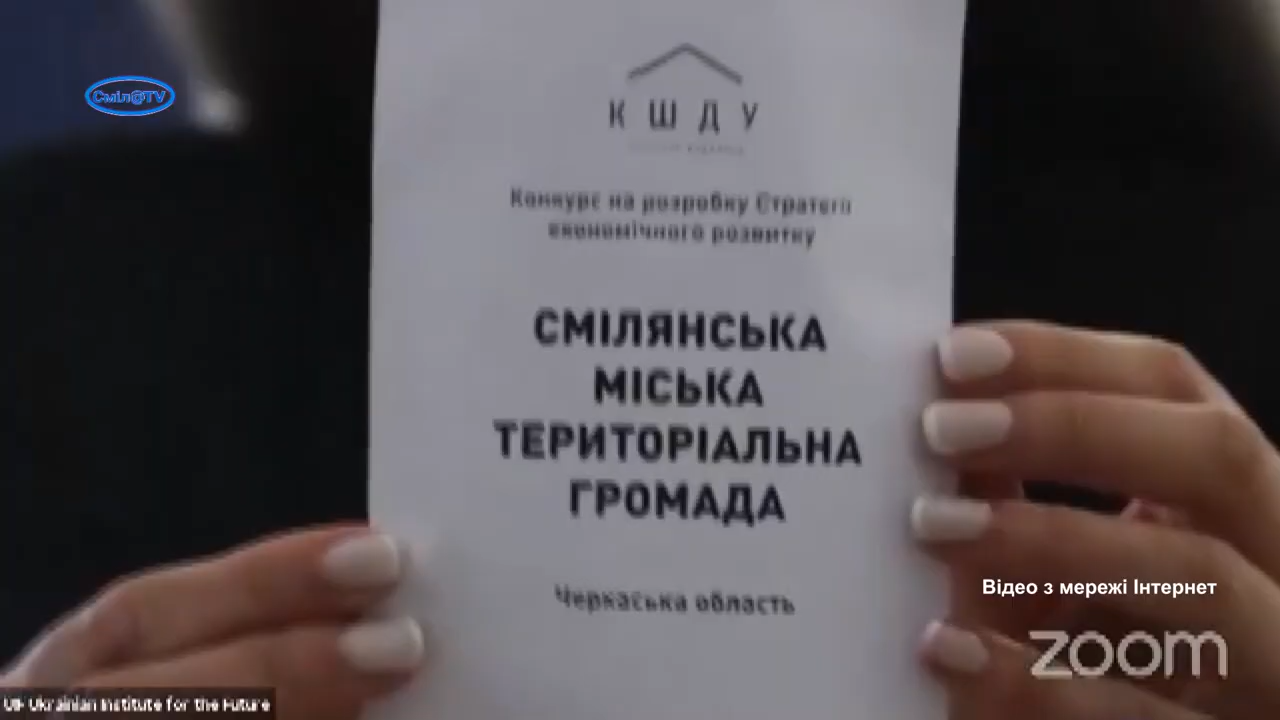 Сміл@TV
КШДУ
Конкурс на розробку Стратегії
економічного розвитку
СМІЛЯНСЬКА
МІСЬКА
ТЕРИТОРІАЛЬНА
ГРОМАДА
Черкаська область
Відео з мережі Інтернет
zoom
UIF Ukrainian Institute for the Future